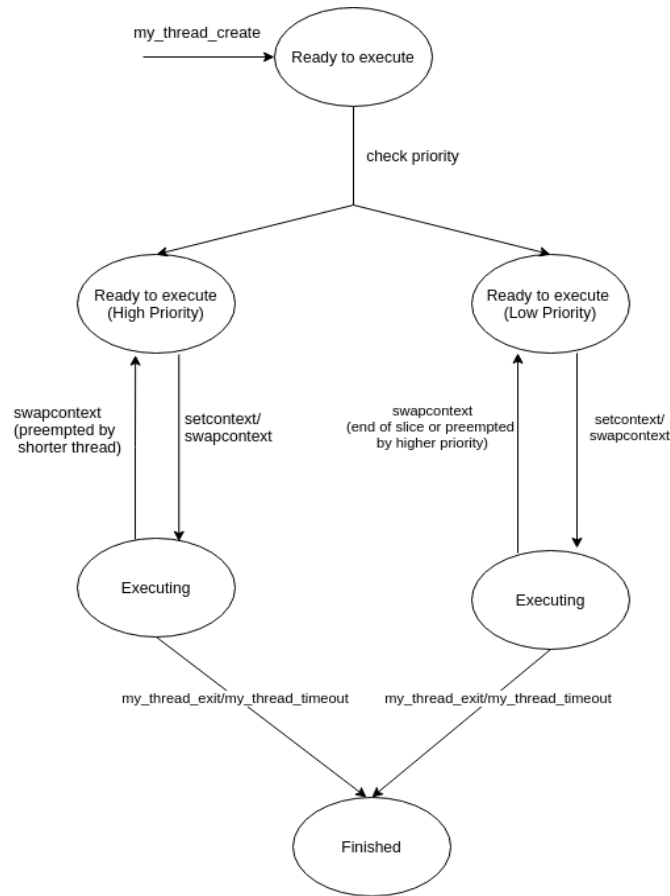 my_thread_create
Ready to execute
check priority
Ready to execute
(High Priority)
Ready to execute
(Low Priority)
swapcontext
(preempted by
shorter thread)
setcontext/
swapcontext
swapcontext
(end of slice or preempted
by higher priority)
setcontext/
swapcontext
Executing
Executing
my_thread_exit/my_thread_timeout
my_thread_exit/my_thread_timeout
Finished